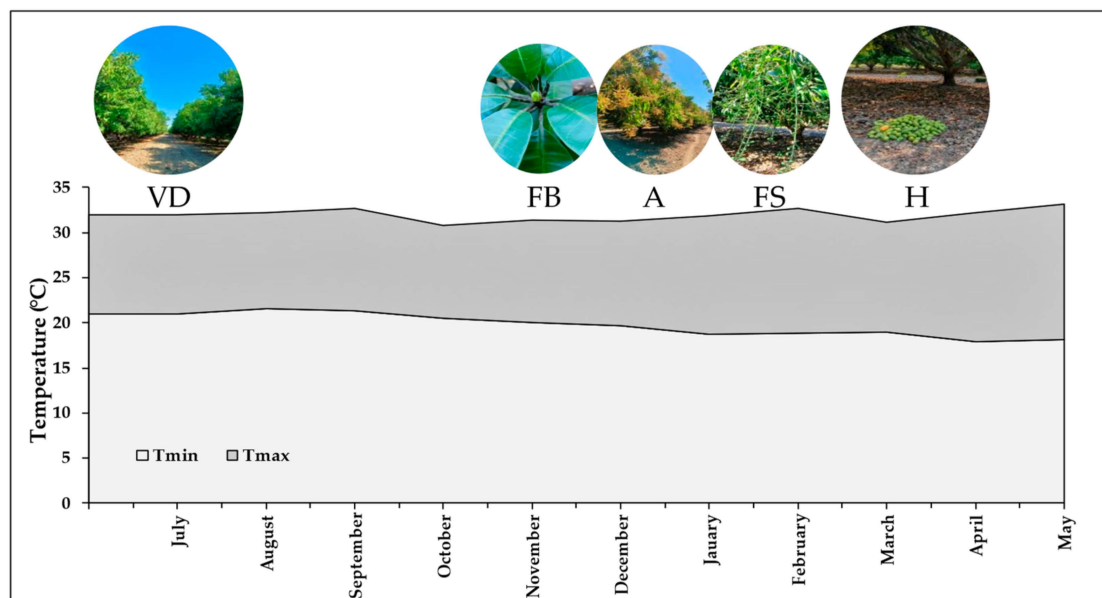 VD
FB
A
FS
H
Temperature (°C)
35
30
25
20
15
10
5
0
Tmin
Tmax
July
August
September
October
November
December
Jauary
February
March
April
May